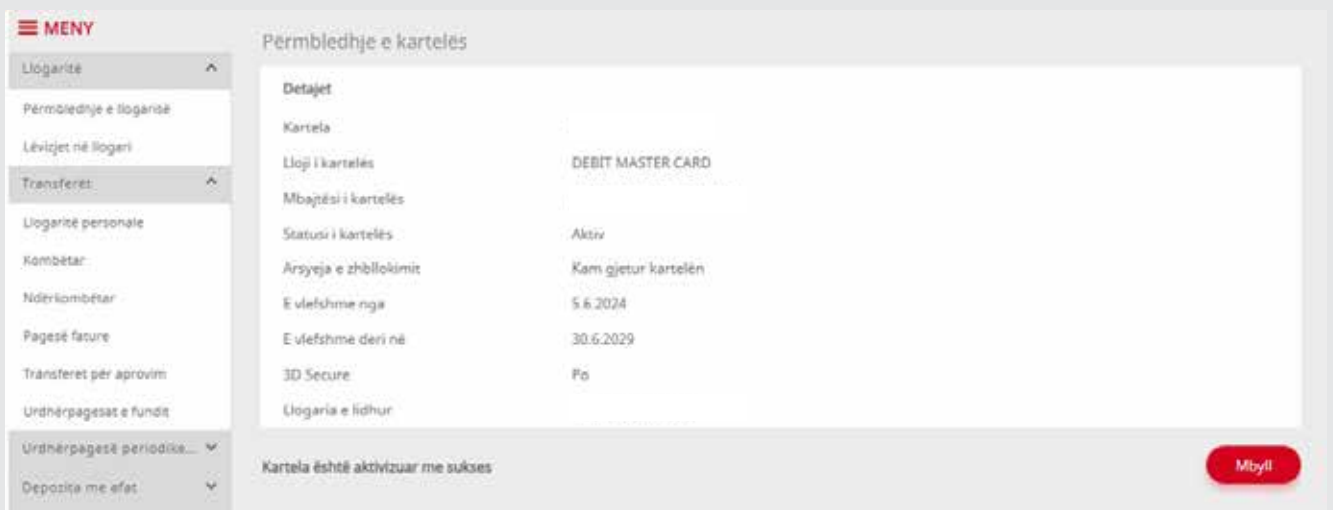 MENY
Llogaritë
Përmbledhje e llogarisë
Lëvizjet në llogari
Transferët
Llogaritë personale
Kombëtar
Ndërkombëtar
Pagesë fature
Transferet për aprovim
Urdhërpagesat e fundit
Urdhërpagesë periodike...
Depozita me afat
Përmbledhje e kartelës
Detajet
Kartela
Lloji i kartelës DEBIT MASTER CARD
Mbajtësi i kartelës
Statusi i kartelës Aktiv
Arsyeja e zhbllokimit Kam gjetur kartelën
E vlefshme nga 5.6.2024
E vlefshme deri në 30.6.2029
3D Secure Po
Llogaria e lidhur
Kartela është aktivizuar me sukses
Mbyll